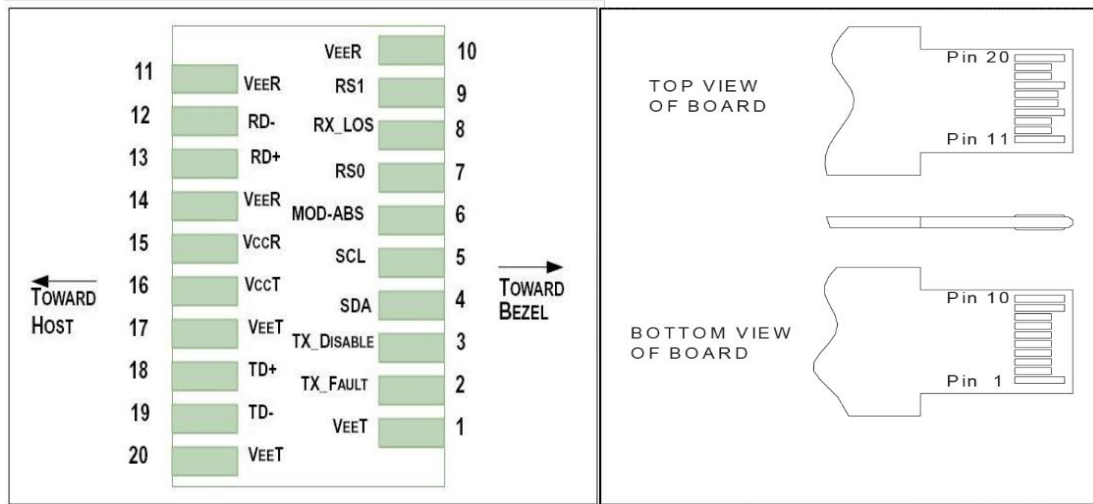 11
VEER
12
RD-
13
RD+
14
VEER
15
VCCR
16
VCCT
17
VEET
18
TD+
19
TD-
20
VEET
VEER
10
RS1
9
RX_LOS
8
RS0
7
MOD-ABS
6
SCL
5
SDA
4
TX_DISABLE
3
TX_FAULT
2
VEET
1
TOWARD
HOST
TOWARD
BEZEL
TOP VIEW
OF BOARD
Pin 20
Pin 11
BOTTOM VIEW
OF BOARD
Pin 10
Pin 1